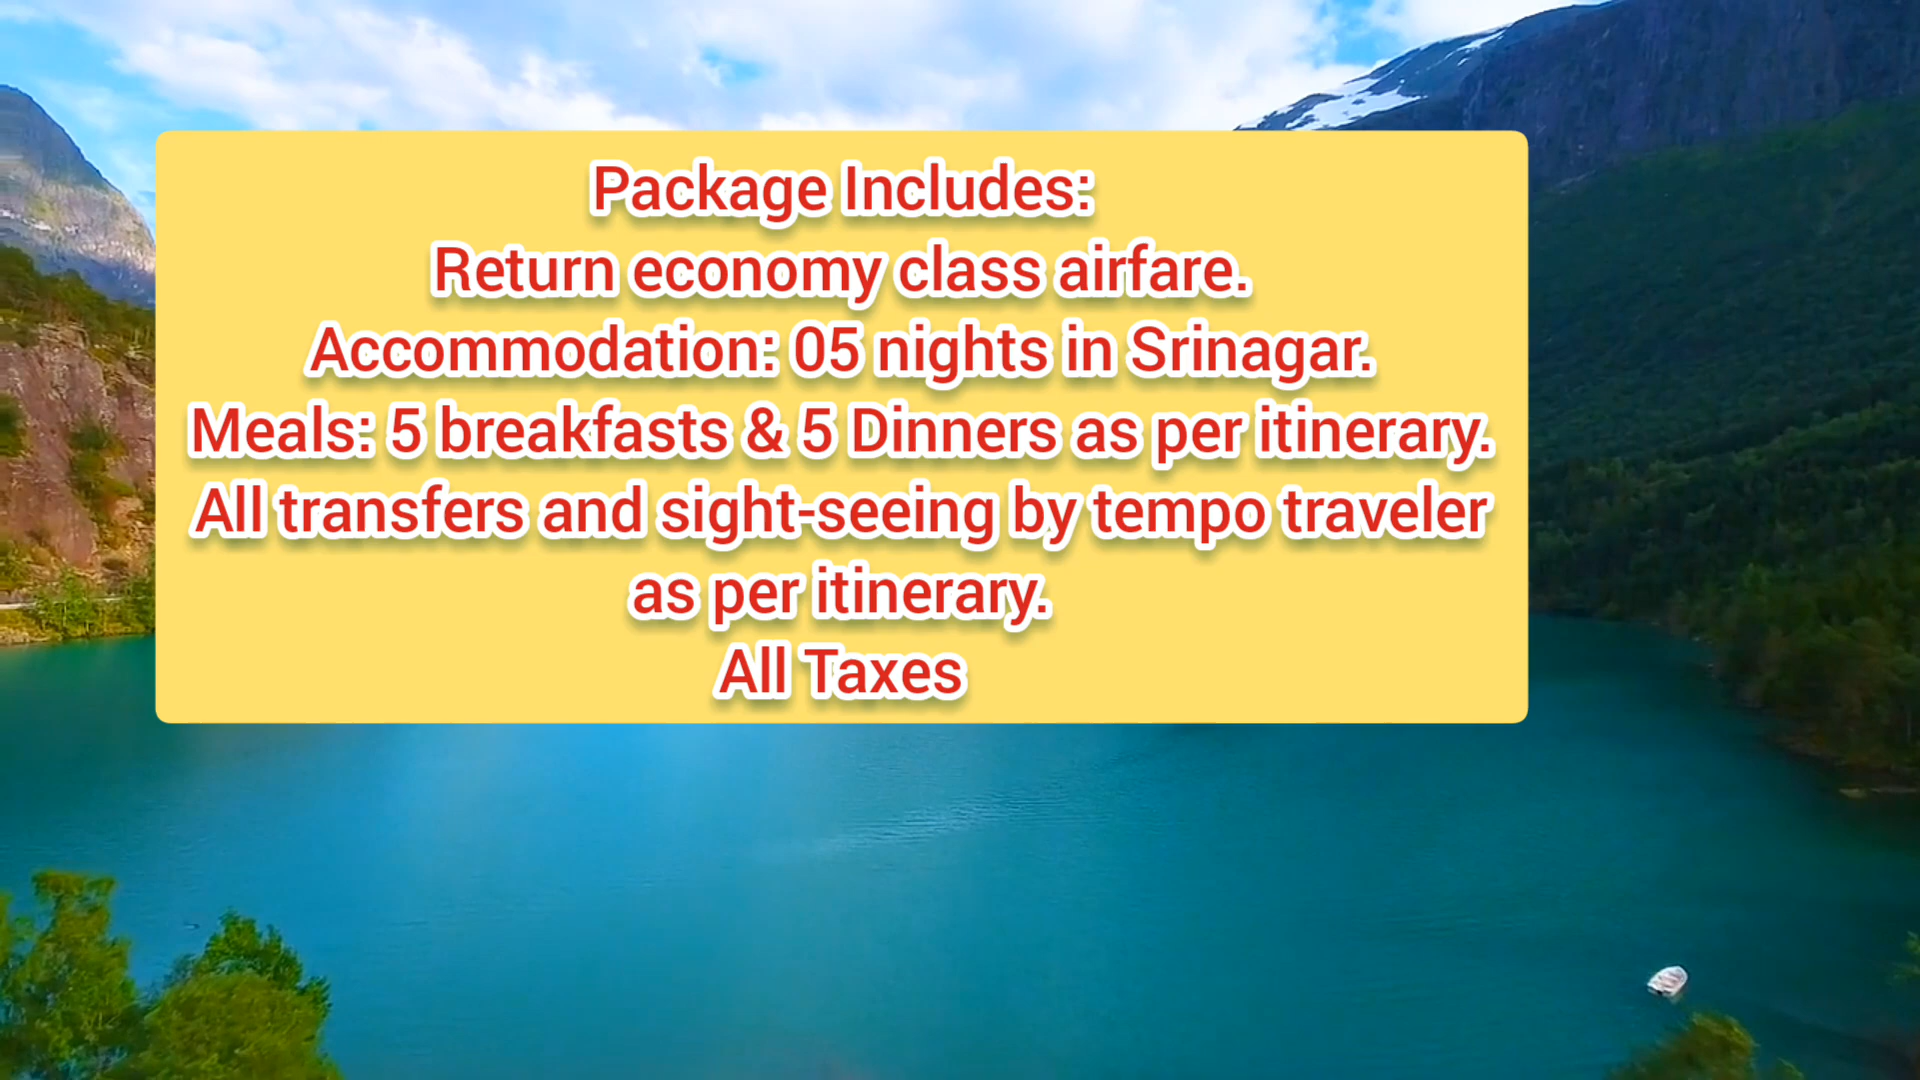 Package Includes:
Return economy class airfare.
Accommodation: 05 nights in Srinagar.
Meals: 5 breakfasts & 5 Dinners as per itinerary.
All transfers and sight-seeing by tempo traveler
as per itinerary.
All Taxes